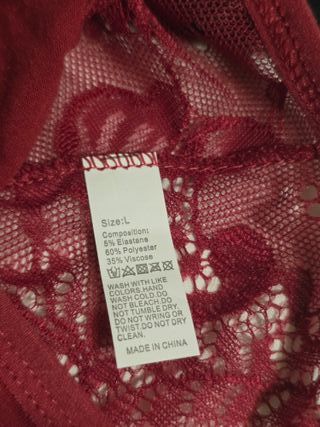 Size:L
Composition:
5% Elastane
60% Polyester
35% Viscose
WASH WITH LIKE
COLORS.HAND
WASH COLD.DO
NOT BLEACH.DO
NOT TUMBLE DRY.
DO NOT WRING OR
TWIST.DO NOT DRY
CLEAN.
MADE IN CHINA